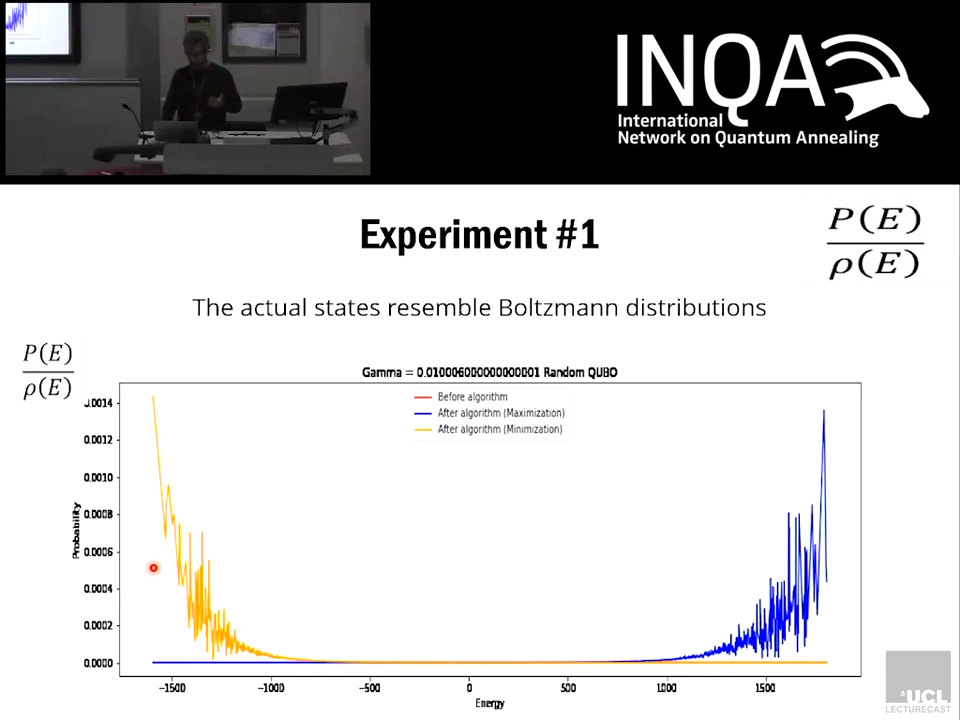 INQA
International
Network on Quantum Annealing
Experiment #1
P(E)
ρ(E)
The actual states resemble Boltzmann distributions
P(E)
ρ(E)
Gamma = 0.010006000000000001 Random QUBO
Before algorithm
After algorithm (Maximization)
After algorithm (Minimization)
0.0014
0.0012
0.0010
0.0008
0.0006
0.0004
0.0002
0.0000
Probability
−1500
−1000
−500
0
500
1000
1500
Energy
UCL
LECTURECAST